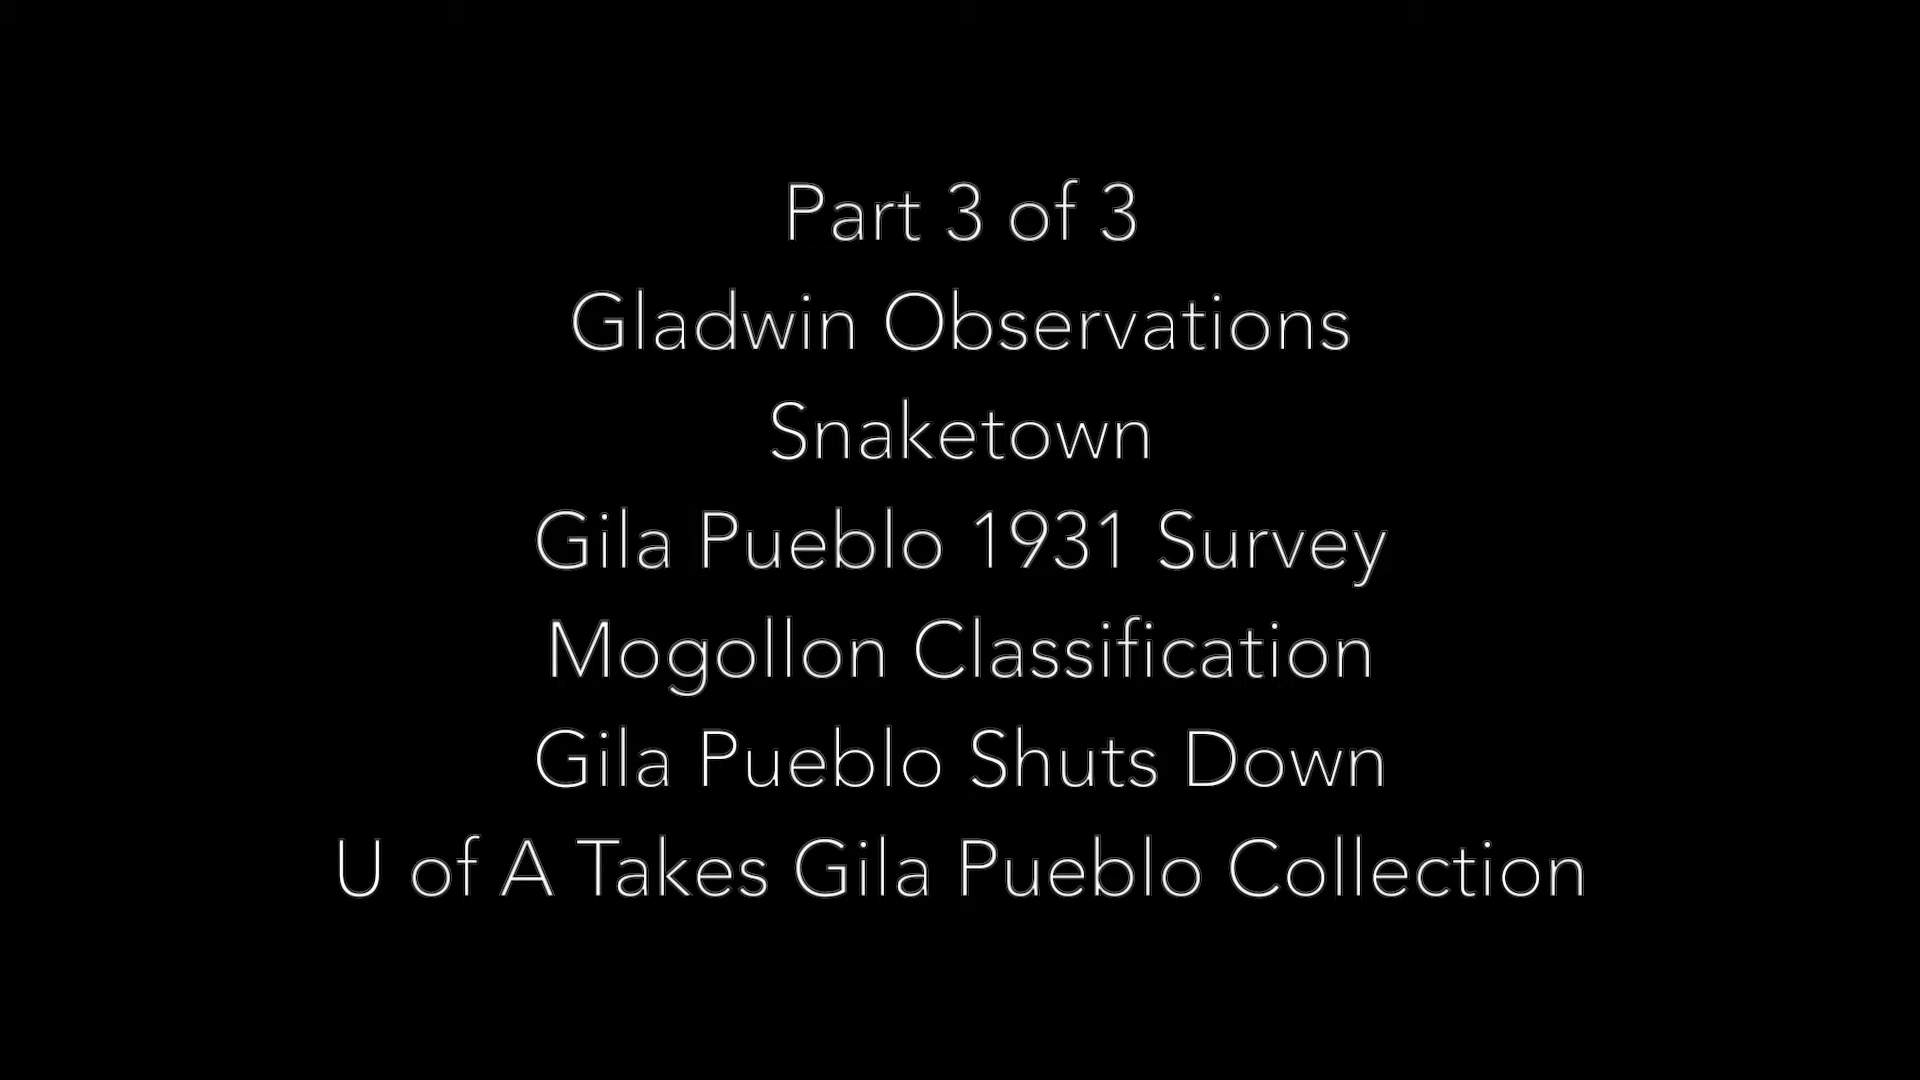 Part 3 of 3
Gladwin Observations
Snaketown
Gila Pueblo 1931 Survey
Mogollon Classification
Gila Pueblo Shuts Down
U of A Takes Gila Pueblo Collection